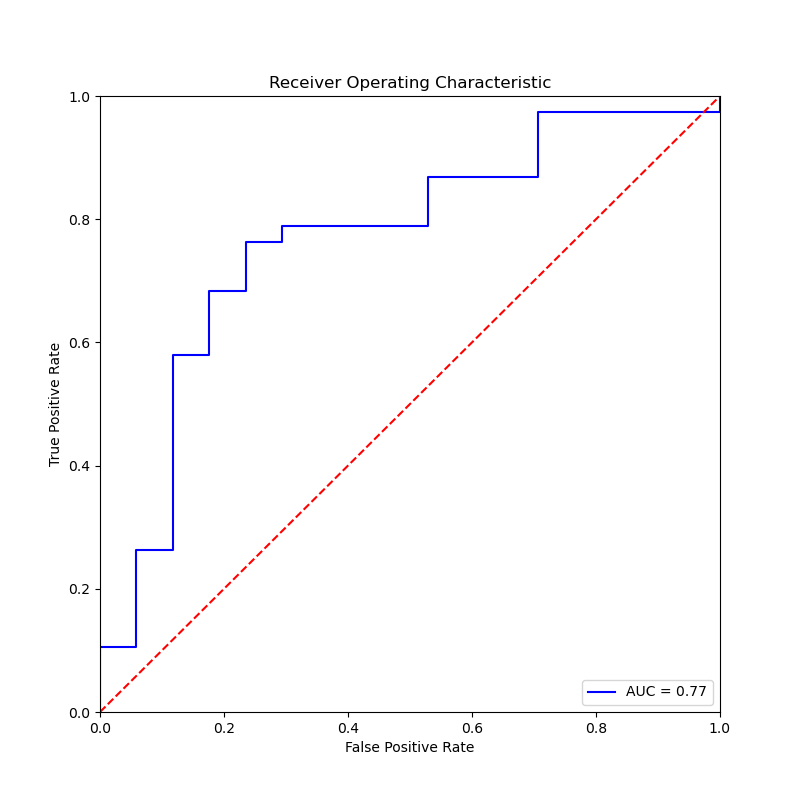 Receiver Operating Characteristic
True Positive Rate
1.0
0.8
0.6
0.4
0.2
0.0
AUC = 0.77
0.0 0.2 0.4 0.6 0.8 1.0
False Positive Rate